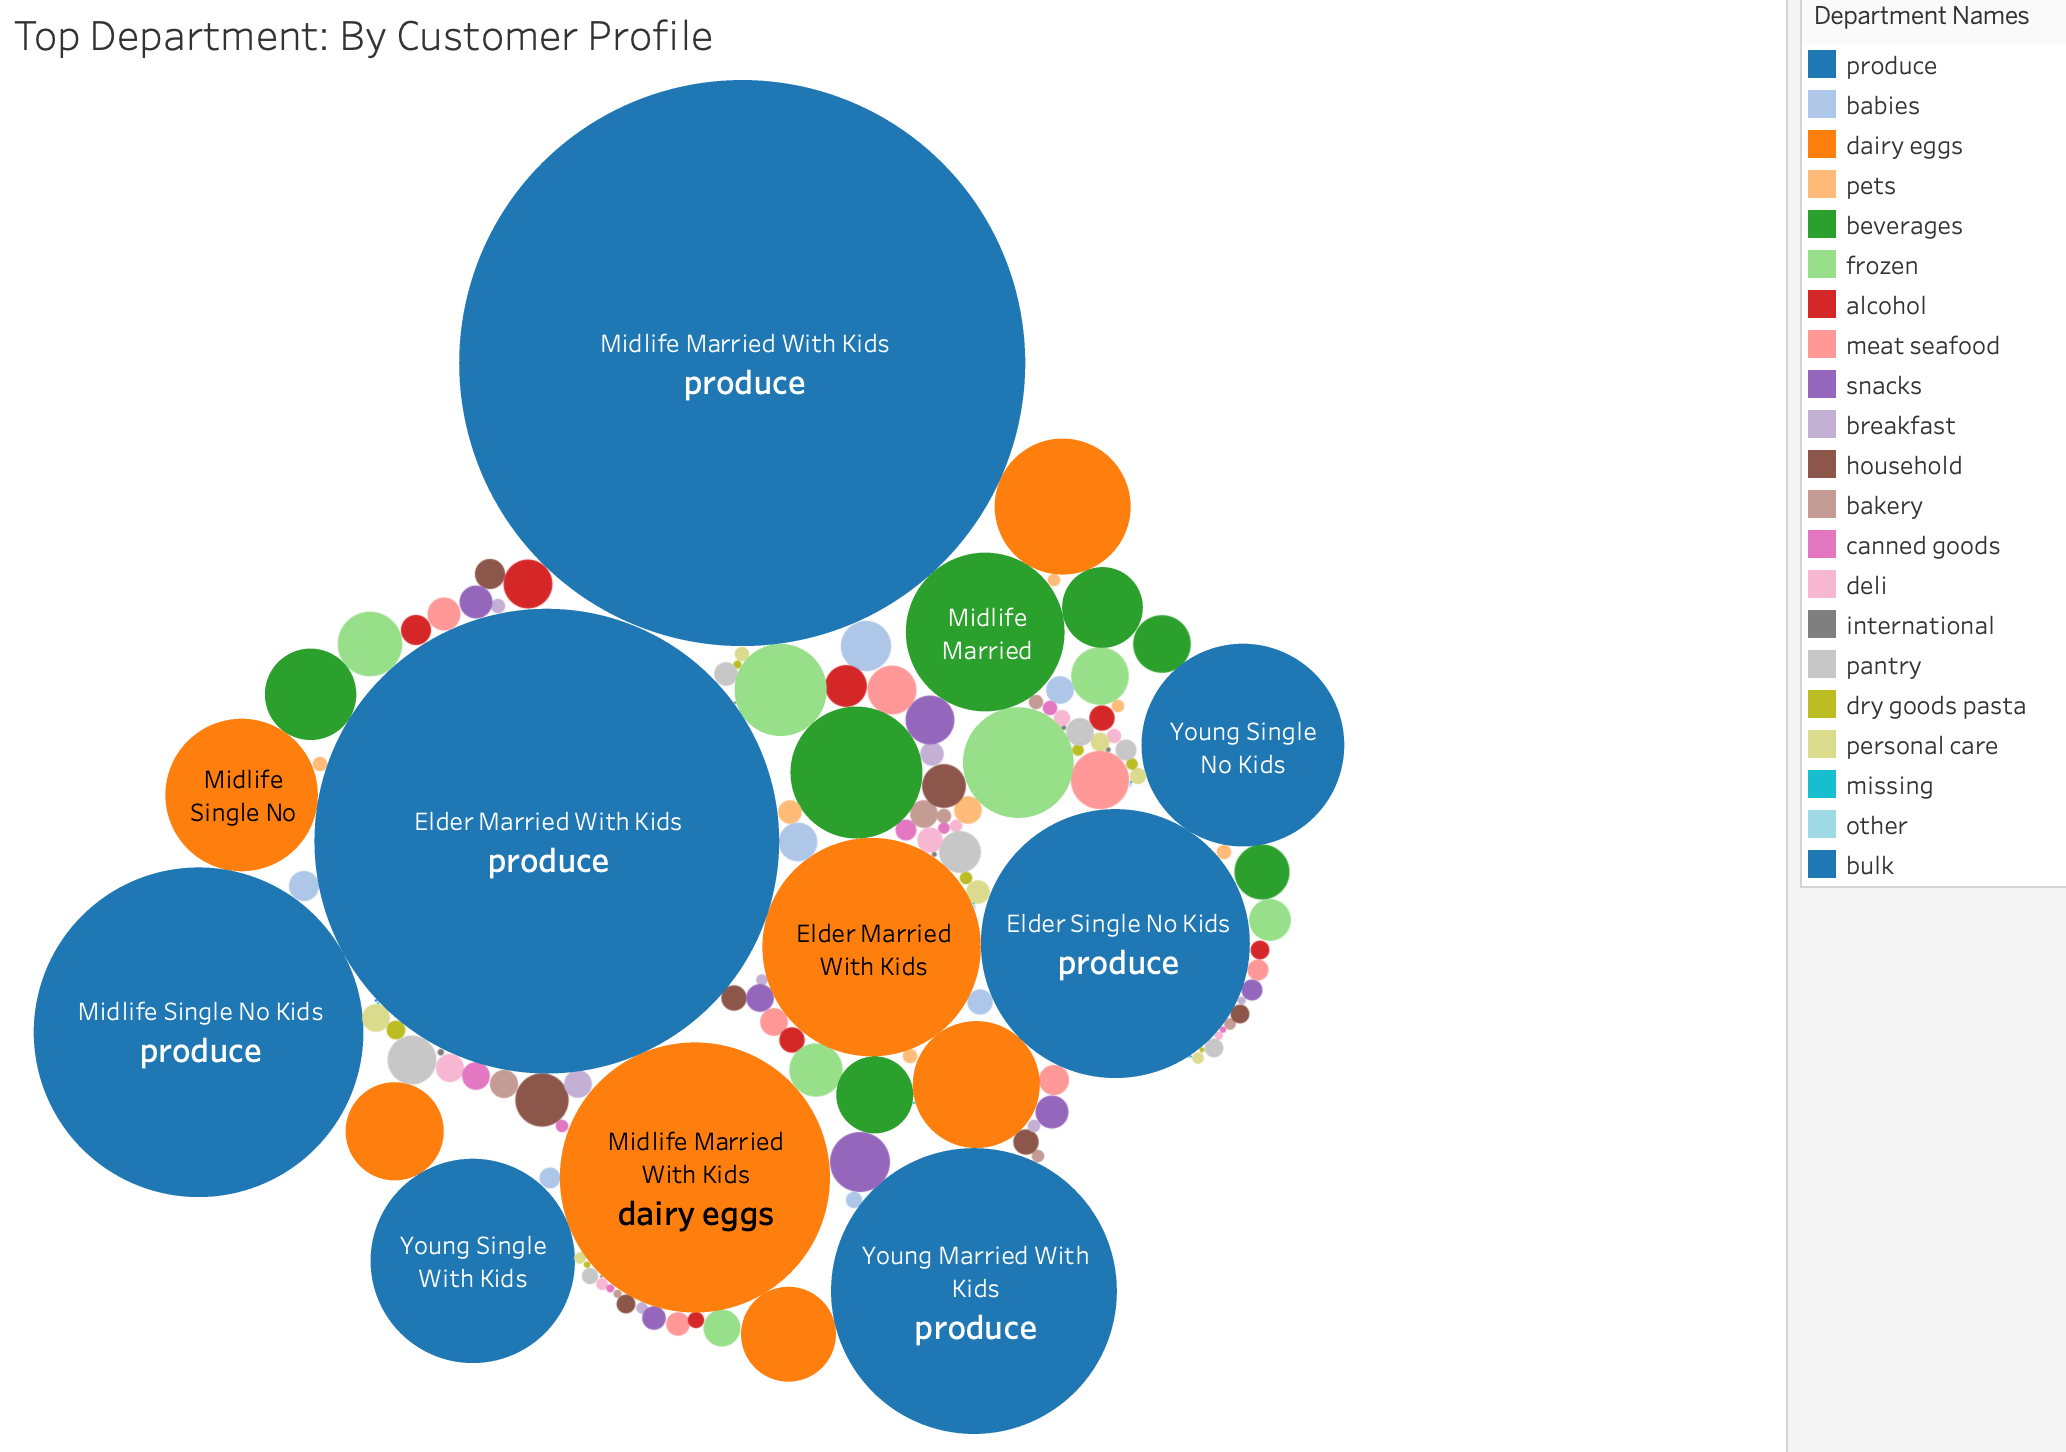 Top Department: By Customer Profile
Department Names
produce
babies
dairy eggs
pets
beverages
frozen
alcohol
meat seafood
snacks
breakfast
household
bakery
canned goods
deli
international
pantry
dry goods pasta
personal care
missing
other
bulk
Midlife Married With Kids
produce
Midlife
Married
Young Single
No Kids
Midlife
Single No
Elder Married With Kids
produce
Elder Married
With Kids
Elder Single No Kids
produce
Midlife Single No Kids
produce
Midlife Married
With Kids
dairy eggs
Young Single
With Kids
Young Married With
Kids
produce